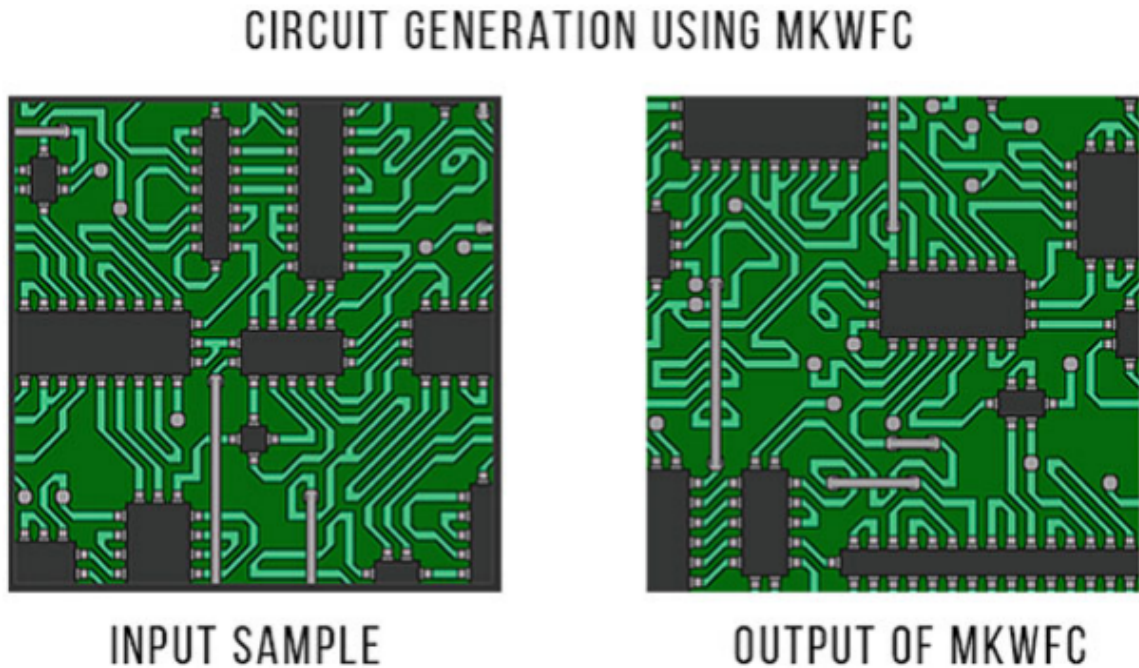 CIRCUIT GENERATION USING MKWFC
INPUT SAMPLE
OUTPUT OF MKWFC